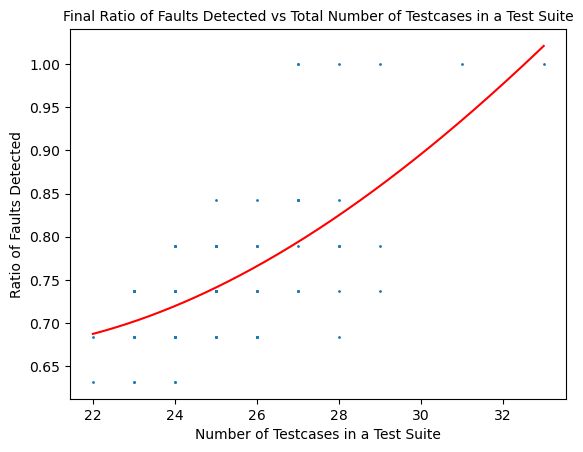 Final Ratio of Faults Detected vs Total Number of Testcases in a Test Suite
1.00
0.95
0.90
0.85
0.80
0.75
0.70
0.65
Ratio of Faults Detected
22 24 26 28 30 32
Number of Testcases in a Test Suite